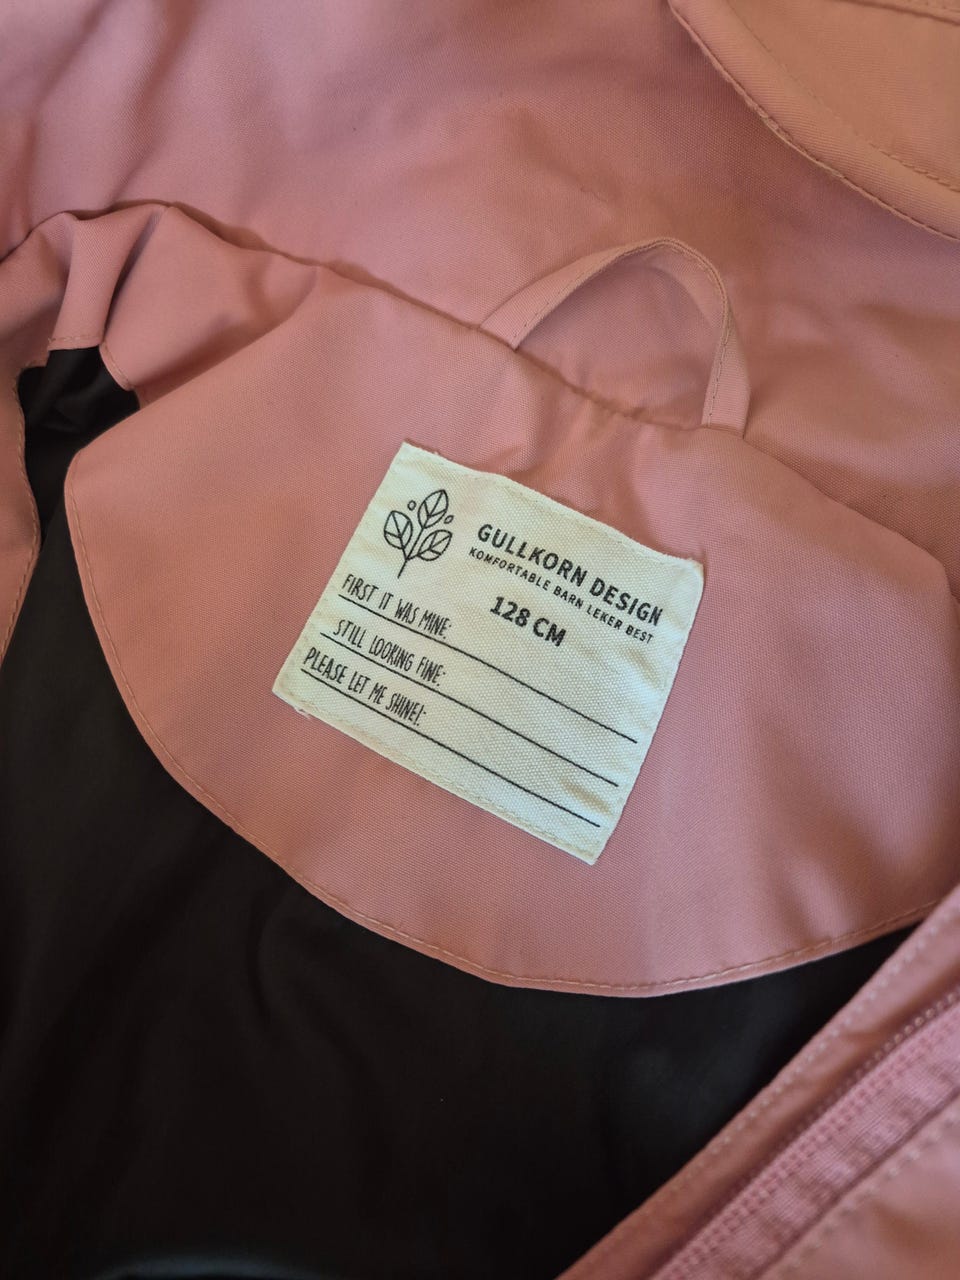 GULLKORN DESIGN
KOMFORTABLE BARN LEKER BEST
128 CM
FIRST IT WAS MINE:
STILL LOOKING FINE:
PLEASE LET ME SHINE!: